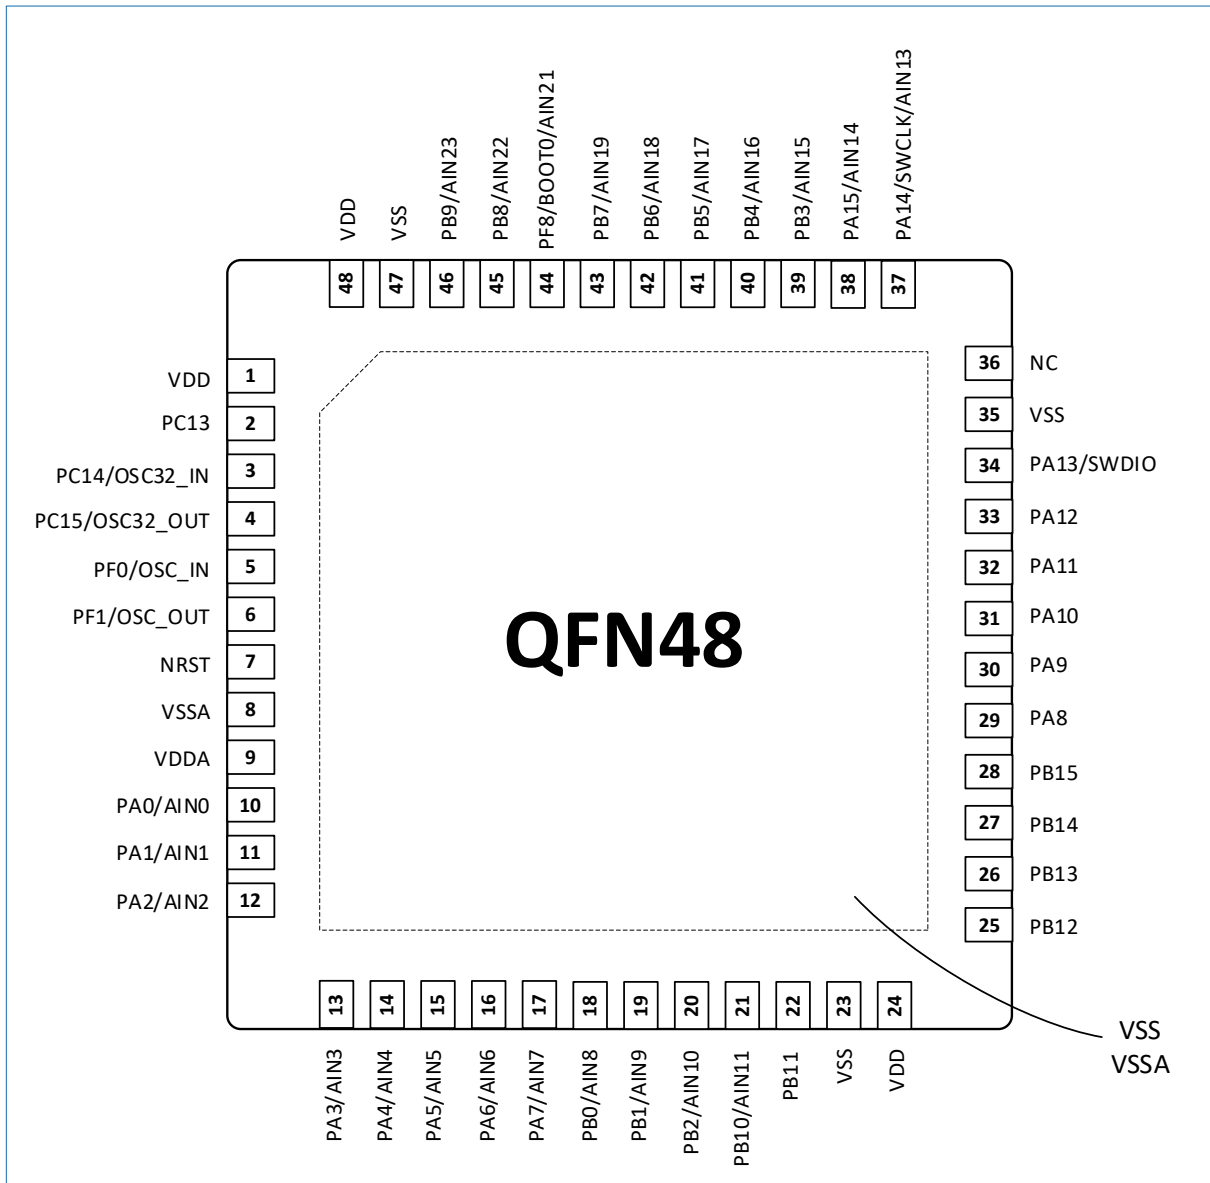 VDD
VSS
PB9/AIN23
PB8/AIN22
PF8/BOOT0/AIN21
PB7/AIN19
PB6/AIN18
PB5/AIN17
PB4/AIN16
PB3/AIN15
PA15/AIN14
PA14/SWCLK/AIN13
48
47
46
45
44
43
42
41
40
39
38
37
VDD 1
PC13 2
PC14/OSC32_IN 3
PC15/OSC32_OUT 4
PF0/OSC_IN 5
PF1/OSC_OUT 6
NRST 7
VSSA 8
VDDA 9
PA0/AIN0 10
PA1/AIN1 11
PA2/AIN2 12
QFN48
36 NC
35 VSS
34 PA13/SWDIO
33 PA12
32 PA11
31 PA10
30 PA9
29 PA8
28 PB15
27 PB14
26 PB13
25 PB12
13
14
15
16
17
18
19
20
21
22
23
24
PA3/AIN3
PA4/AIN4
PA5/AIN5
PA6/AIN6
PA7/AIN7
PB0/AIN8
PB1/AIN9
PB2/AIN10
PB10/AIN11
PB11
VSS
VDD
VSS
VSSA